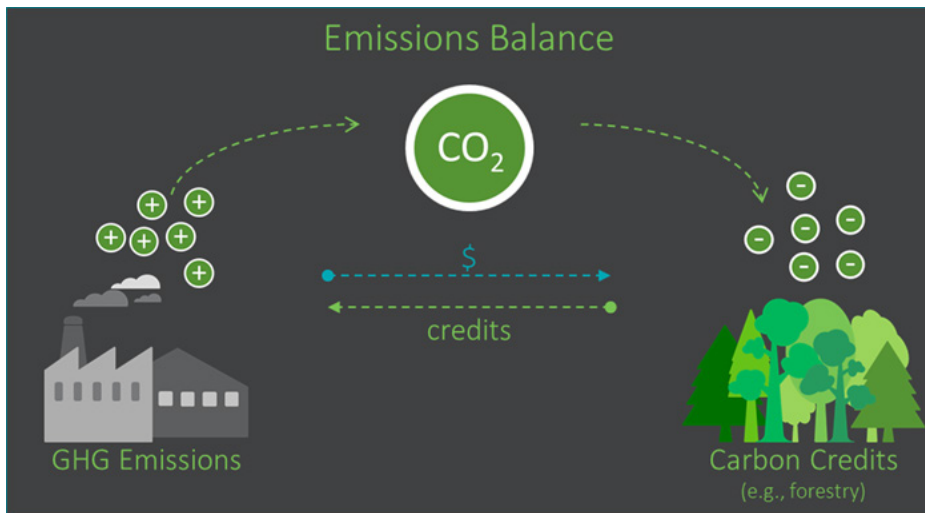 Emissions Balance
CO₂
+
+
+
+
+
+
-
-
-
-
-
-
$
credits
GHG Emissions
Carbon Credits
(e.g., forestry)